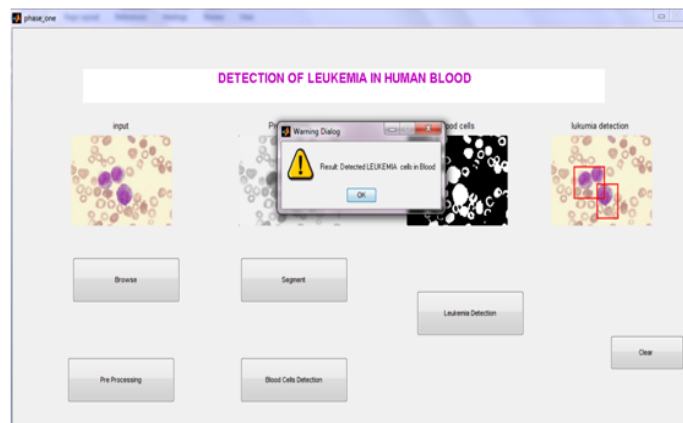 phase_one
DETECTION OF LEUKEMIA IN HUMAN BLOOD
input
lukumia detection
Warning Dialog
Result: Detected LEUKEMIA cells in Blood
OK
Browse
Segment
Leukemia Detection
Clear
Pre Processing
Blood Cells Detection